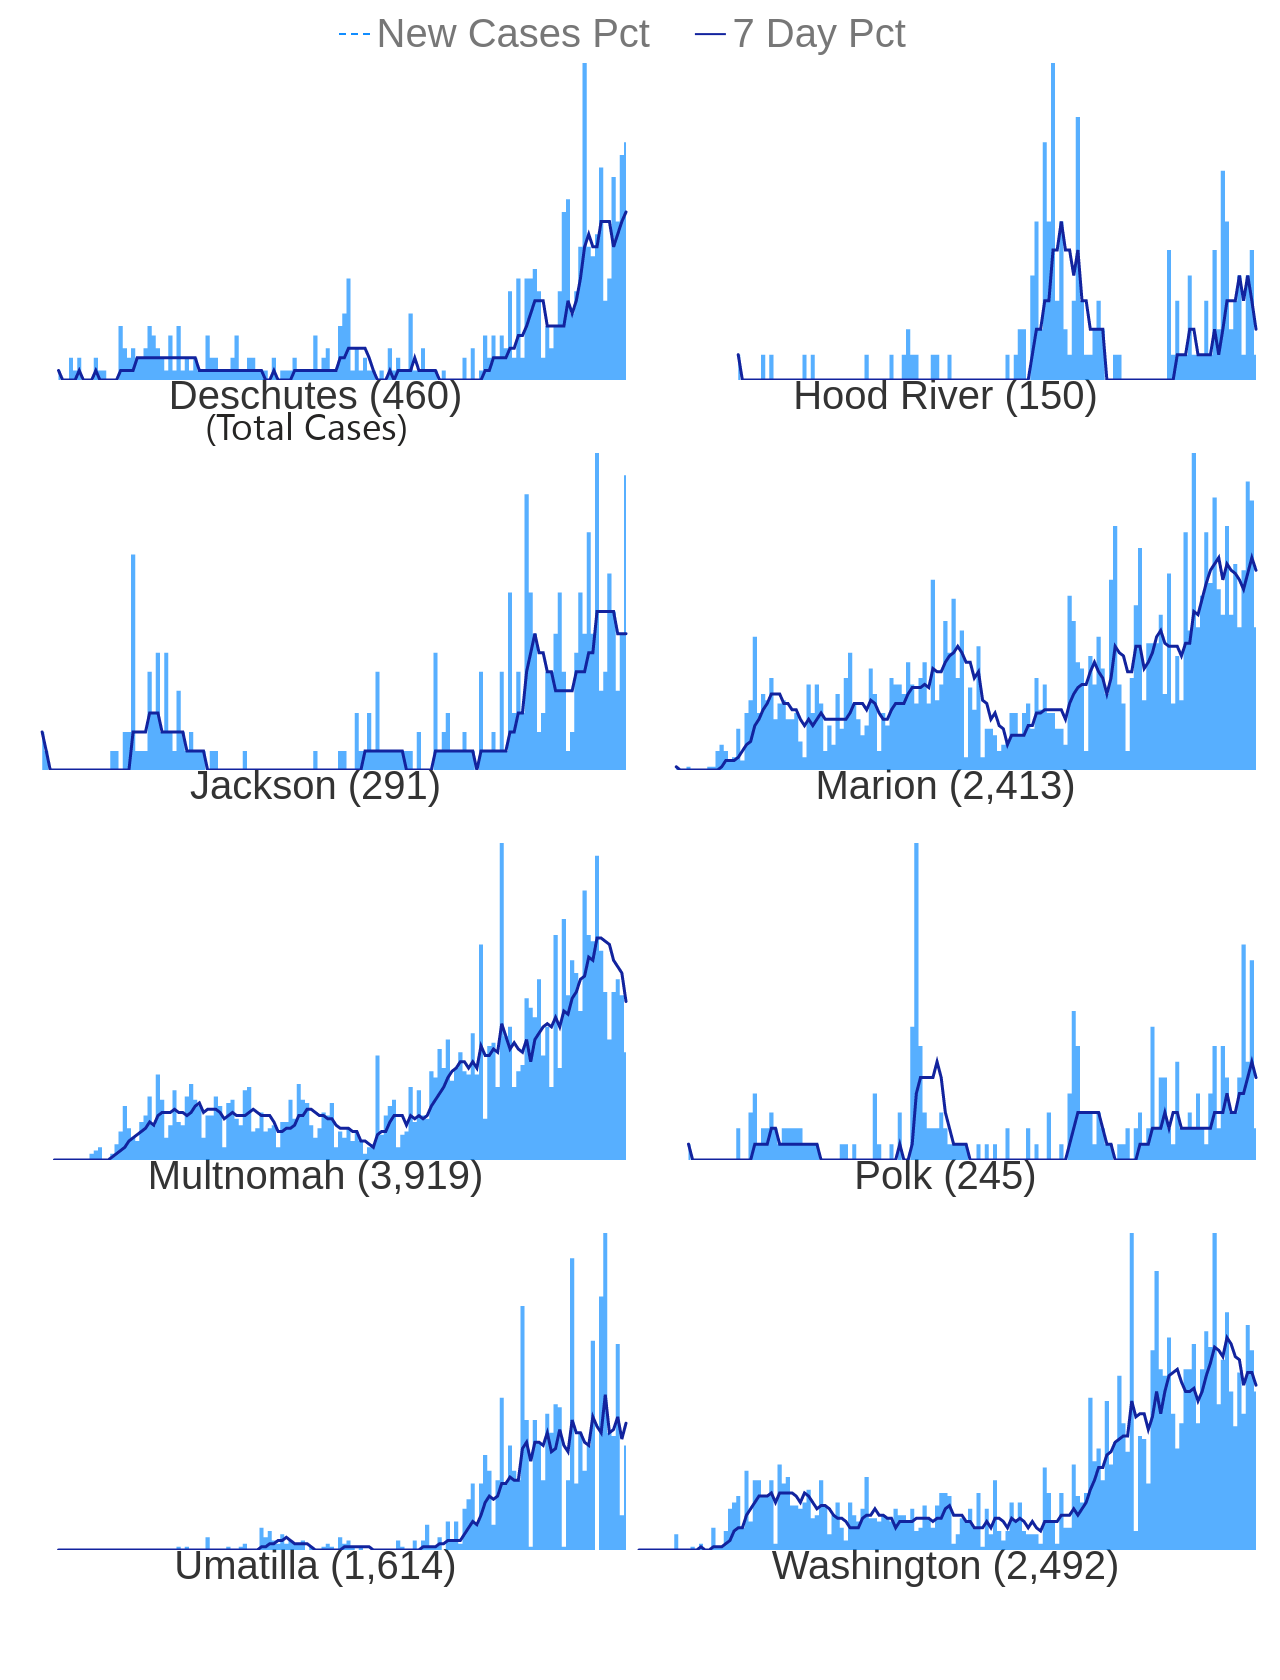 New Cases Pct 7 Day Pct
Deschutes (460) Hood River (150)
(Total Cases)
Jackson (291) Marion (2,413)
Multnomah (3,919) Polk (245)
Umatilla (1,614) Washington (2,492)